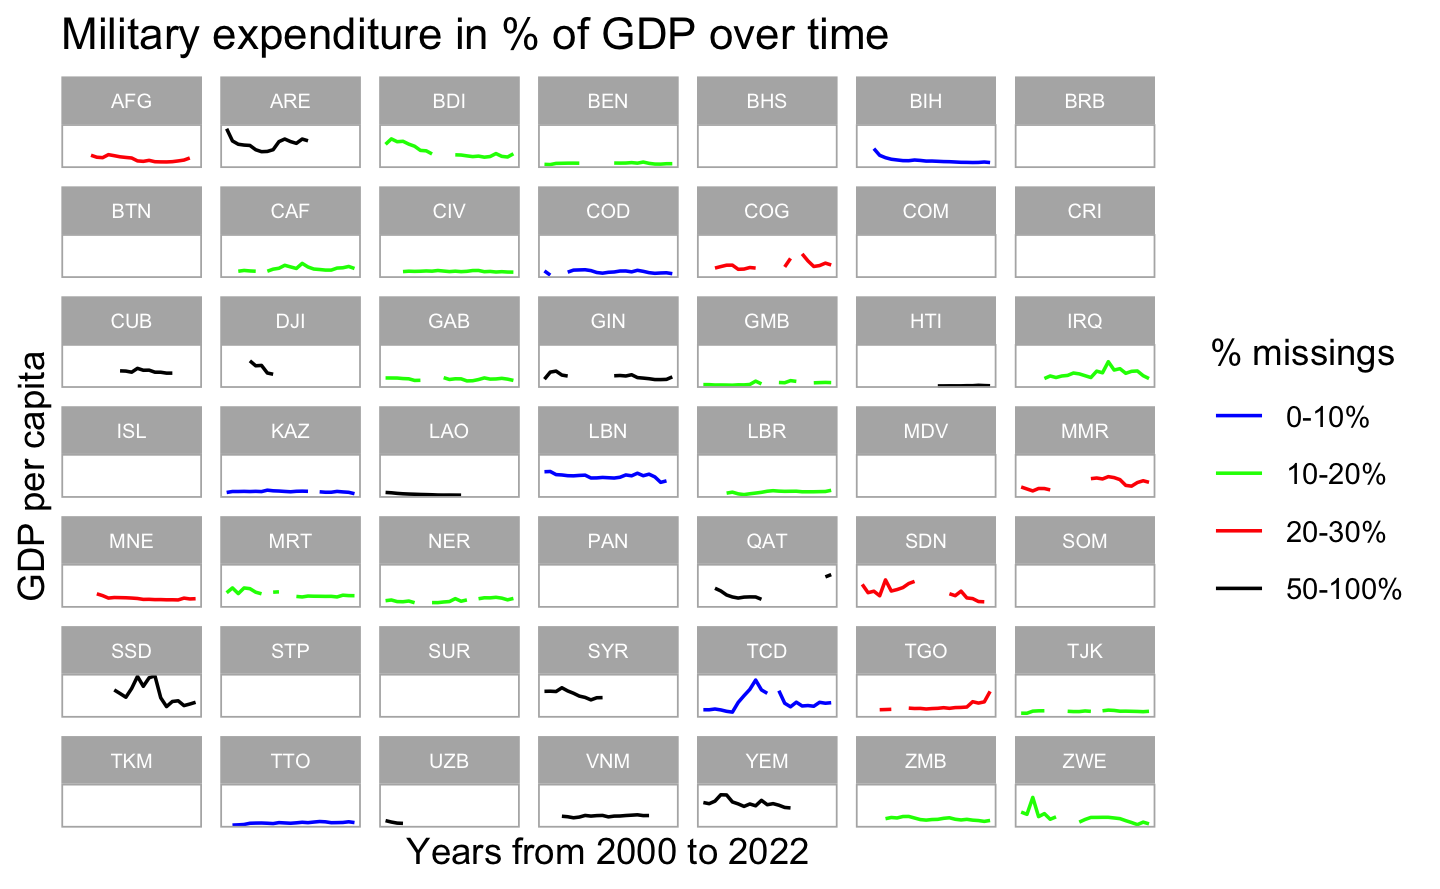 Military expenditure in % of GDP over time
AFG ARE BDI BEN BHS BIH BRB
BTN CAF CIV COD COG COM CRI
CUB DJI GAB GIN GMB HTI IRQ
ISL KAZ LAO LBN LBR MDV MMR
MNE MRT NER PAN QAT SDN SOM
SSD STP SUR SYR TCD TGO TJK
TKM TTO UZB VNM YEM ZMB ZWE
GDP per capita
Years from 2000 to 2022
% missings
0-10%
10-20%
20-30%
50-100%